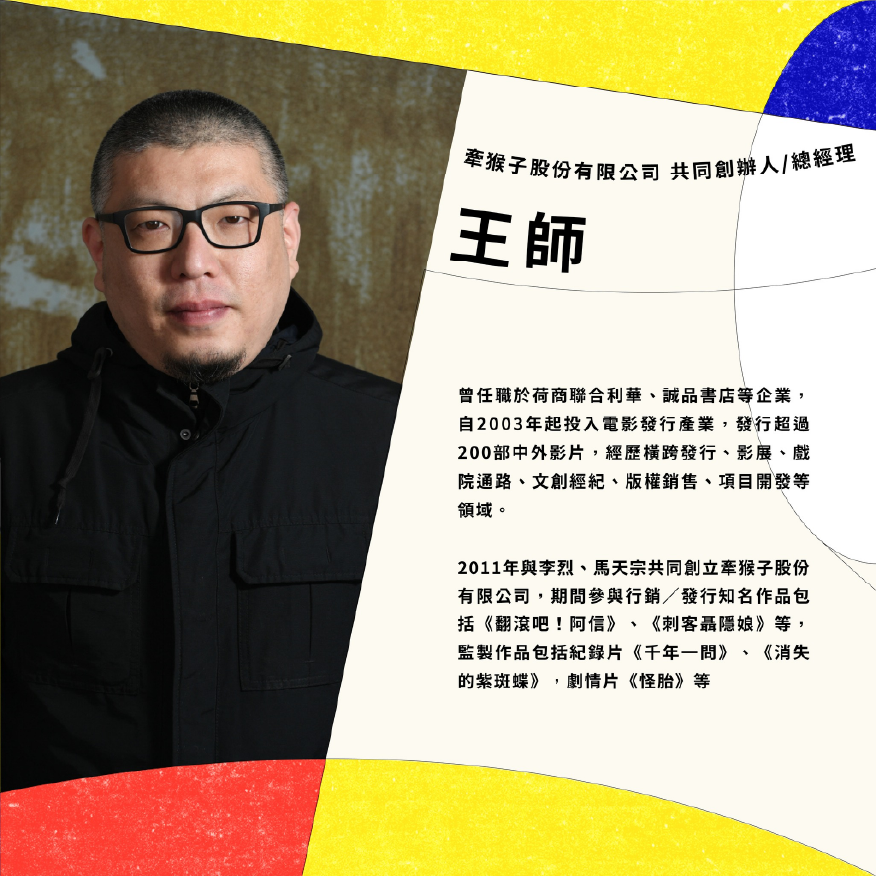 牽猴子股份有限公司 共同創辦人/總經理
王師
曾任職於荷商聯合利華、誠品書店等企業，
自2003年起投入電影發行產業，發行超過
200部中外影片，經歷橫跨發行、影展、戲
院通路、文創經紀、版權銷售、項目開發等
領域。
2011年與李烈、馬天宗共同創立牽猴子股份
有限公司，期間參與行銷／發行知名作品包
括《翻滾吧！阿信》、《刺客聶隱娘》等，
監製作品包括紀錄片《千年一問》、《消失
的紫斑蝶》，劇情片《怪胎》等